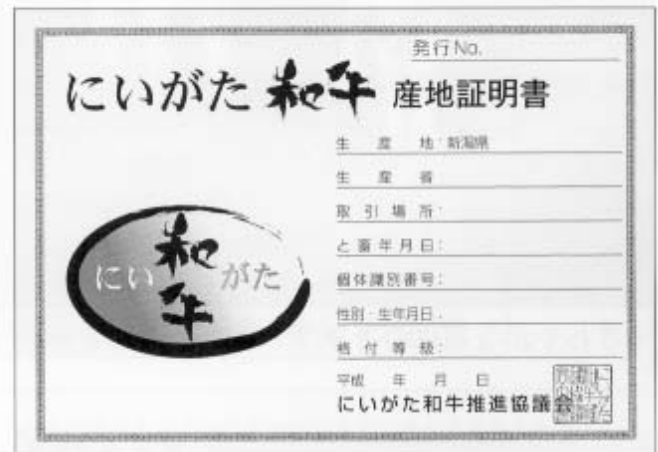 発行No.
にいがた和牛 産地証明書
生産地:新潟県
生産者
取引場所:
と畜年月日:
個体識別番号:
性別・生年月日:
格付等級:
平成 年 月 日
にいがた和牛推進協議会
にいがた
和牛